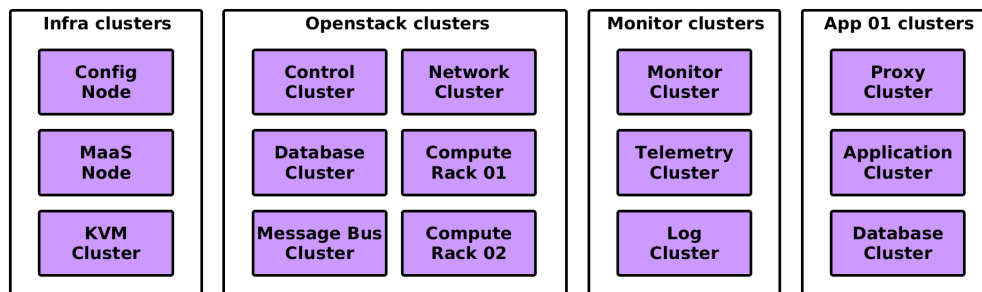 Infra clusters
Config
Node
MaaS
Node
KVM
Cluster
Openstack clusters
Control
Cluster
Network
Cluster
Database
Cluster
Compute
Rack 01
Message Bus
Cluster
Compute
Rack 02
Monitor clusters
Monitor
Cluster
Telemetry
Cluster
Log
Cluster
App 01 clusters
Proxy
Cluster
Application
Cluster
Database
Cluster